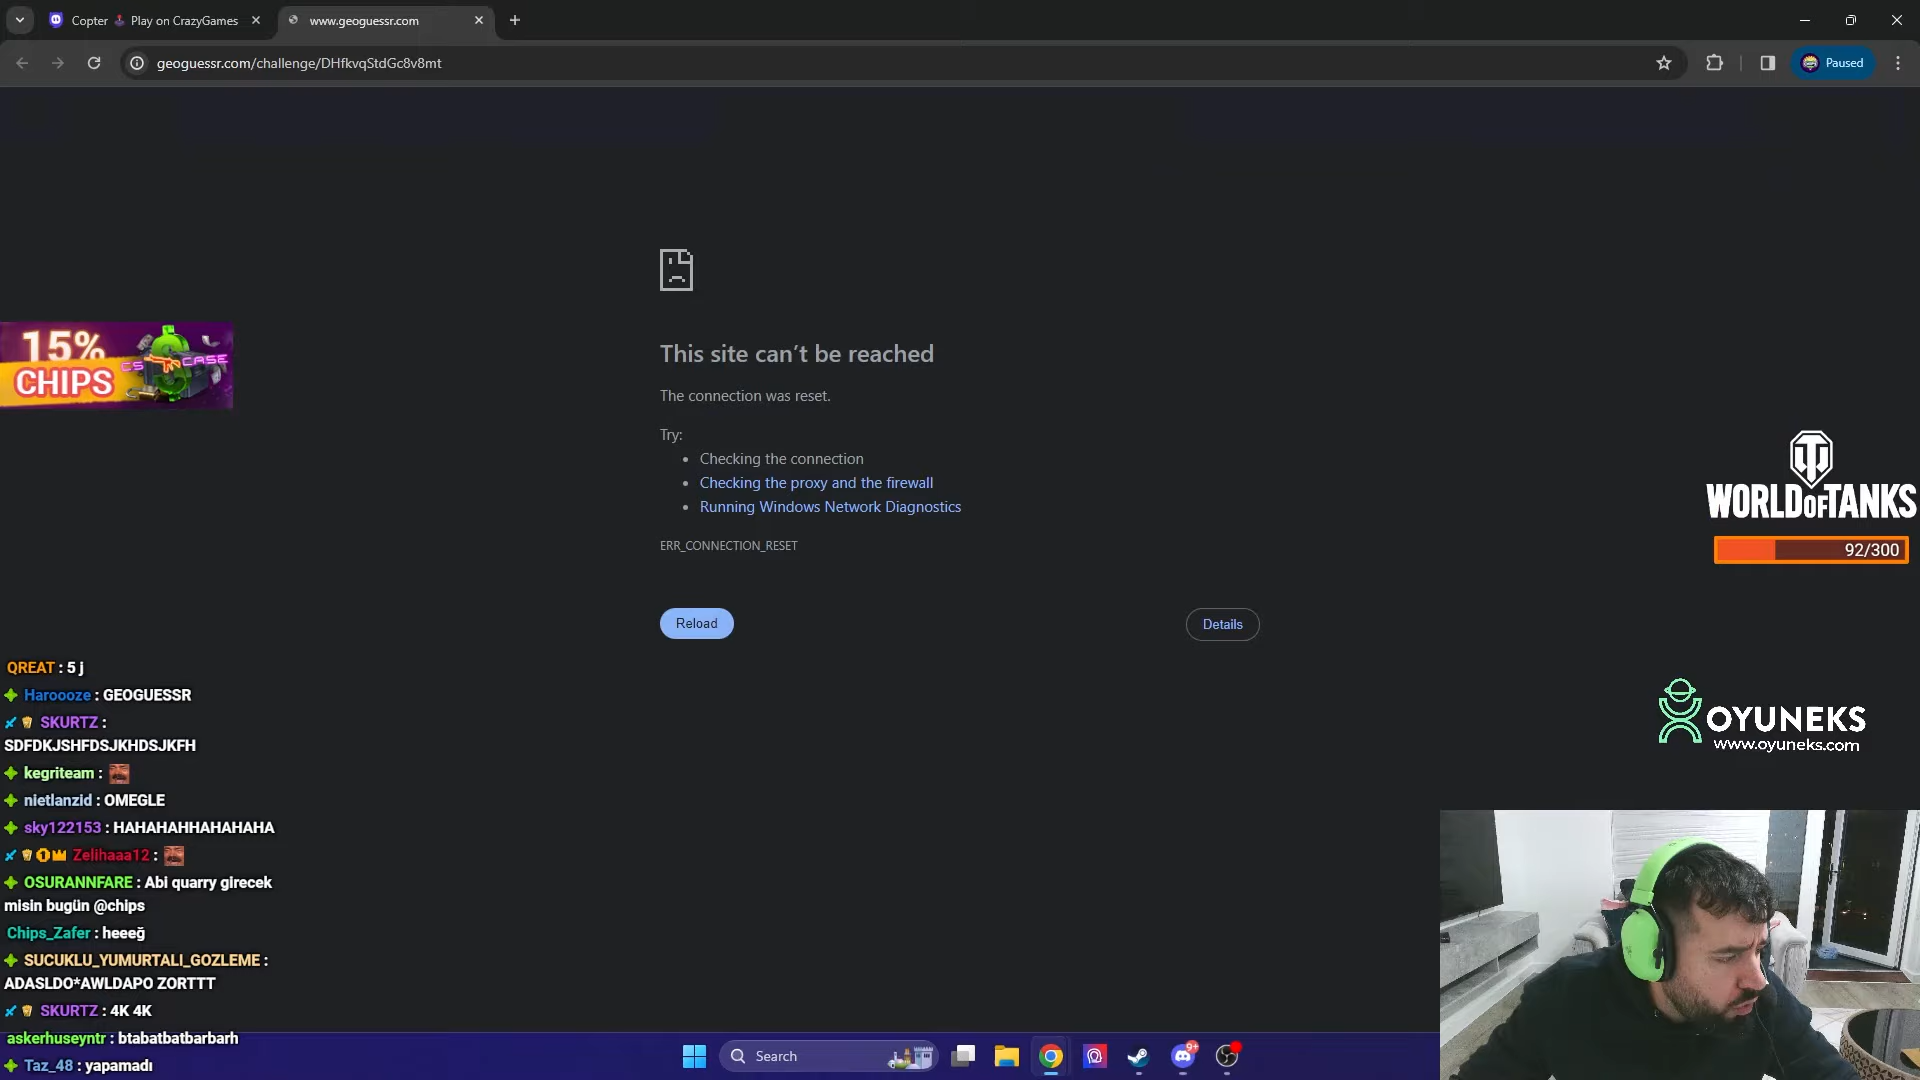 Copter Play on CrazyGames
www.geoguessr.com
geoguessr.com/challenge/DHfkvqStdGc8v8mt
Paused
This site can’t be reached
The connection was reset.
Try:
Checking the connection
Checking the proxy and the firewall
Running Windows Network Diagnostics
ERR_CONNECTION_RESET
Reload
Details
15%
CHIPS
CS CASE
WORLD OF TANKS
92/300
OYUNEKS
www.oyuneks.com
QREAT : 5 j
Haroooze : GEOGUESSR
SKURTZ :
SDFDKJSHFDSJKHDSJKFH
kegriteam :
nietlanzid : OMEGLE
sky122153 : HAHAHAHHAHAHAHA
Zelihaaa12 :
OSURANNFARE : Abi quarry girecek
misin bugün @chips
Chips_Zafer : heeeğ
SUCUKLU_YUMURTALI_GOZLEME :
ADASLDO*AWLDAPO ZORTTT
SKURTZ : 4K 4K
askerhuseyntr : btabatbatbarbarh
Taz_48 : yapamadı
Search
9+